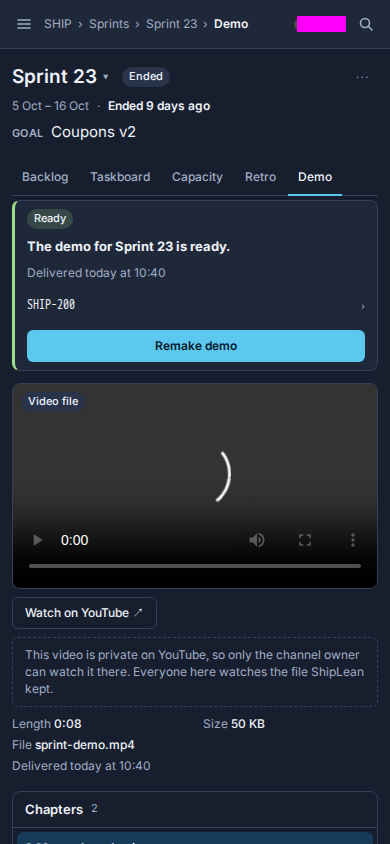 SHIP › Sprints › Sprint 23 › Demo
Sprint 23 ▾ Ended ...
5 Oct – 16 Oct · Ended 9 days ago
GOAL Coupons v2
Backlog Taskboard Capacity Retro Demo
Ready
The demo for Sprint 23 is ready.
Delivered today at 10:40
SHIP-200 ›
Remake demo
Video file
0:00
Watch on YouTube ↗
This video is private on YouTube, so only the channel owner
can watch it there. Everyone here watches the file ShipLean
kept.
Length 0:08 Size 50 KB
File sprint-demo.mp4
Delivered today at 10:40
Chapters 2